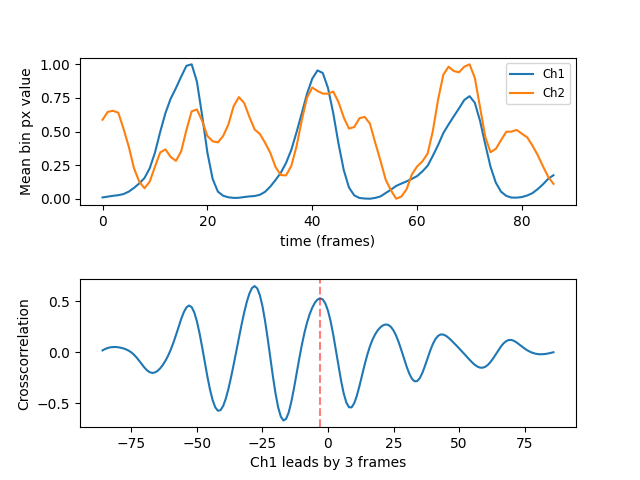 1.00
0.75
0.50
0.25
0.00
Mean bin px value
Ch1
Ch2
0 20 40 60 80
time (frames)
0.5
0.0
−0.5
Crosscorrelation
−75 −50 −25 0 25 50 75
Ch1 leads by 3 frames